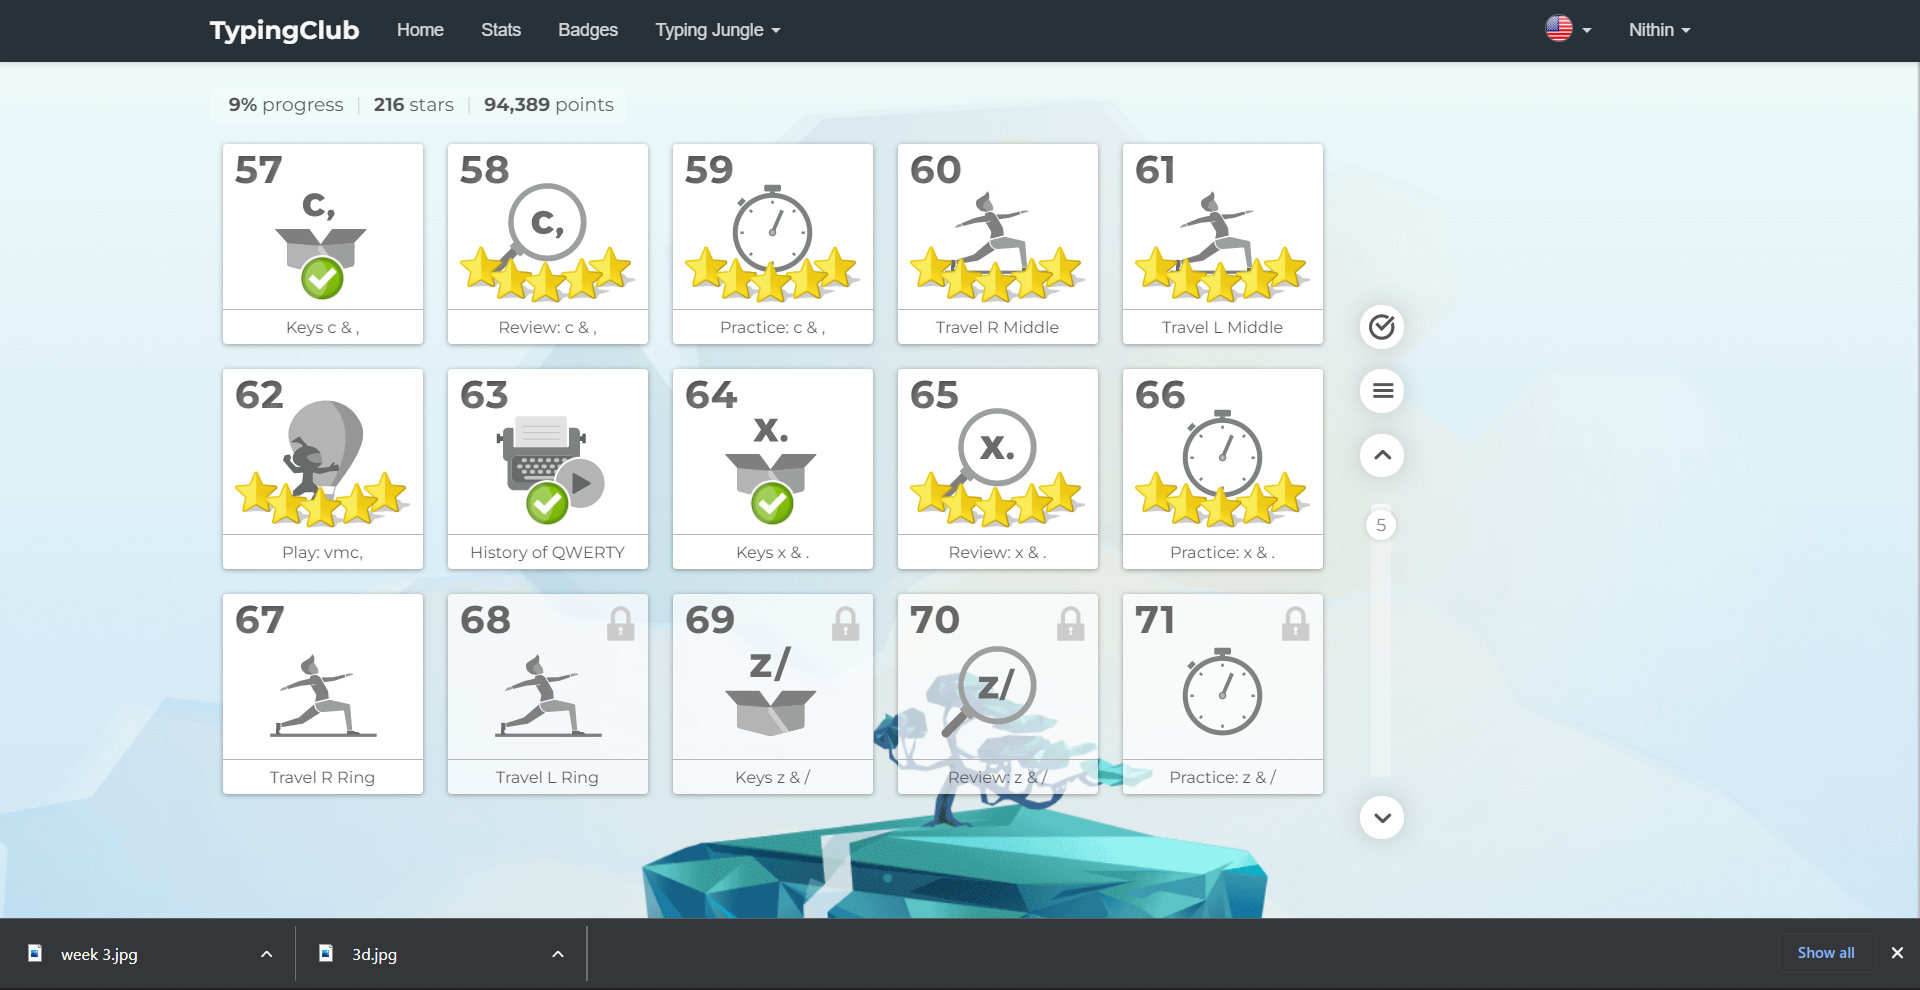 TypingClub Home Stats Badges Typing Jungle Nithin
9% progress 216 stars 94,389 points
57 58 59 60 61
c, c,
Keys c & , Review: c & , Practice: c & , Travel R Middle Travel L Middle
62 63 64 65 66
x. x.
Play: vmc, History of QWERTY Keys x & . Review: x & . Practice: x & .
5
67 68 69 70 71
z/ z/
Travel R Ring Travel L Ring Keys z & / Review: z & / Practice: z & /
week 3.jpg 3d.jpg Show all